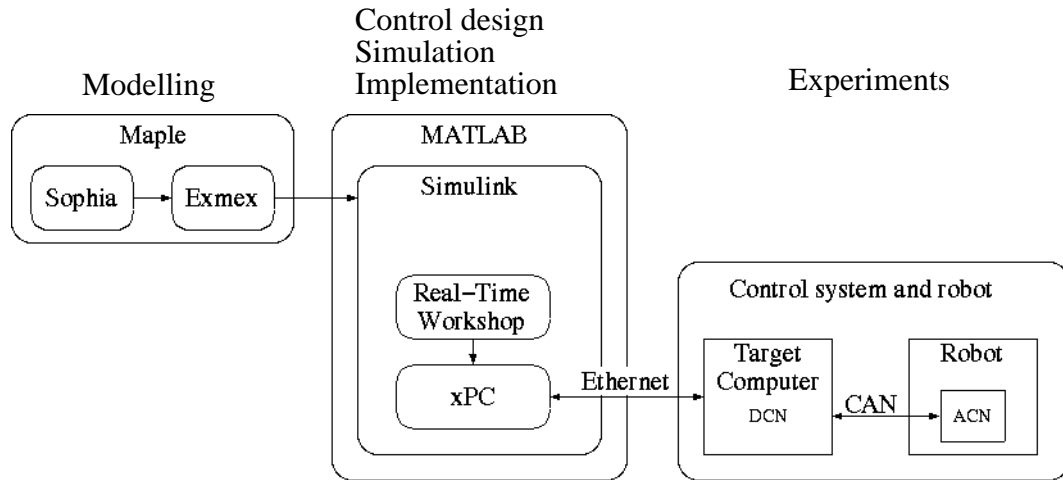 Modelling
Control design
Simulation
Implementation
Experiments
Maple
Sophia
Exmex
MATLAB
Simulink
Real-Time
Workshop
xPC
Ethernet
Control system and robot
Target
Computer
DCN
CAN
Robot
ACN